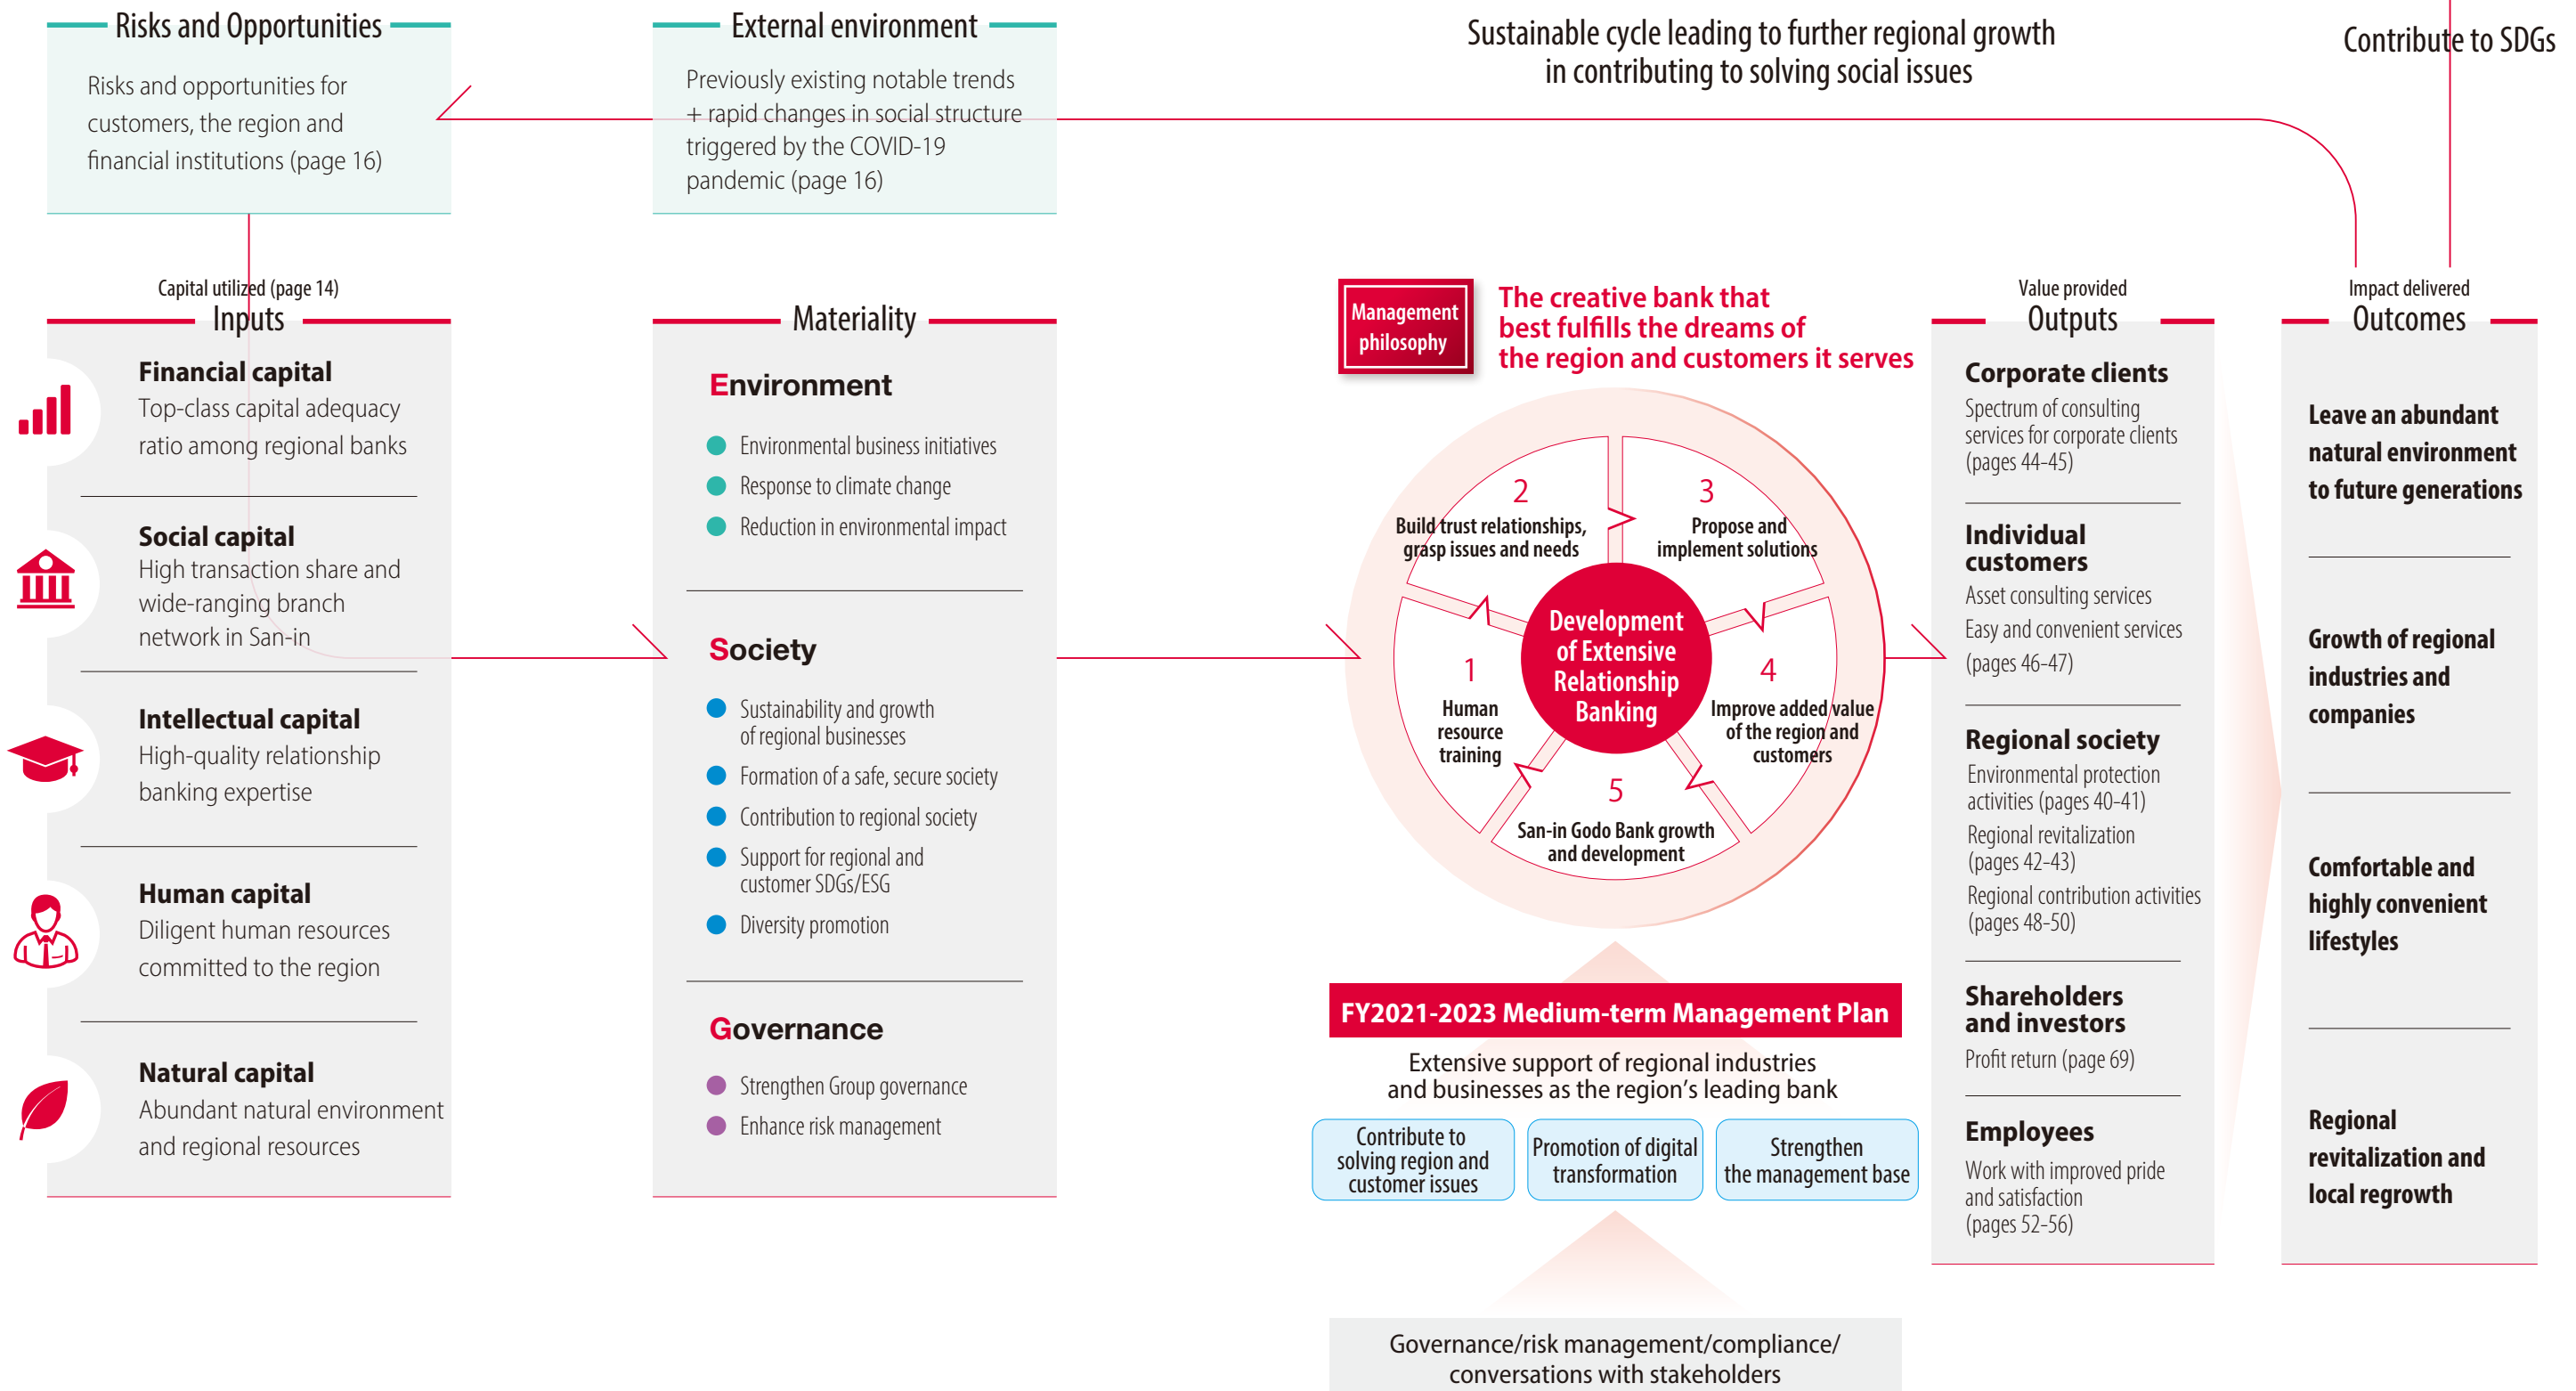 Risks and Opportunities
Risks and opportunities for
customers, the region and
financial institutions (page 16)
External environment
Previously existing notable trends
+ rapid changes in social structure
triggered by the COVID-19
pandemic (page 16)
Sustainable cycle leading to further regional growth
in contributing to solving social issues
Contribute to SDGs
Capital utilized (page 14)
Inputs
Financial capital
Top-class capital adequacy
ratio among regional banks
Social capital
High transaction share and
wide-ranging branch
network in San-in
Intellectual capital
High-quality relationship
banking expertise
Human capital
Diligent human resources
committed to the region
Natural capital
Abundant natural environment
and regional resources
Materiality
Environment
Environmental business initiatives
Response to climate change
Reduction in environmental impact
Society
Sustainability and growth
of regional businesses
Formation of a safe, secure society
Contribution to regional society
Support for regional and
customer SDGs/ESG
Diversity promotion
Governance
Strengthen Group governance
Enhance risk management
Management
philosophy
The creative bank that
best fulfills the dreams of
the region and customers it serves
1
Human
resource
training
2
Build trust relationships,
grasp issues and needs
3
Propose and
implement solutions
4
Improve added value
of the region and
customers
5
San-in Godo Bank growth
and development
Development
of Extensive
Relationship
Banking
FY2021-2023 Medium-term Management Plan
Extensive support of regional industries
and businesses as the region’s leading bank
Contribute to
solving region and
customer issues
Promotion of digital
transformation
Strengthen
the management base
Governance/risk management/compliance/
conversations with stakeholders
Value provided
Outputs
Corporate clients
Spectrum of consulting
services for corporate clients
(pages 44-45)
Individual
customers
Asset consulting services
Easy and convenient services
(pages 46-47)
Regional society
Environmental protection
activities (pages 40-41)
Regional revitalization
(pages 42-43)
Regional contribution activities
(pages 48-50)
Shareholders
and investors
Profit return (page 69)
Employees
Work with improved pride
and satisfaction
(pages 52-56)
Impact delivered
Outcomes
Leave an abundant
natural environment
to future generations
Growth of regional
industries and
companies
Comfortable and
highly convenient
lifestyles
Regional
revitalization and
local regrowth